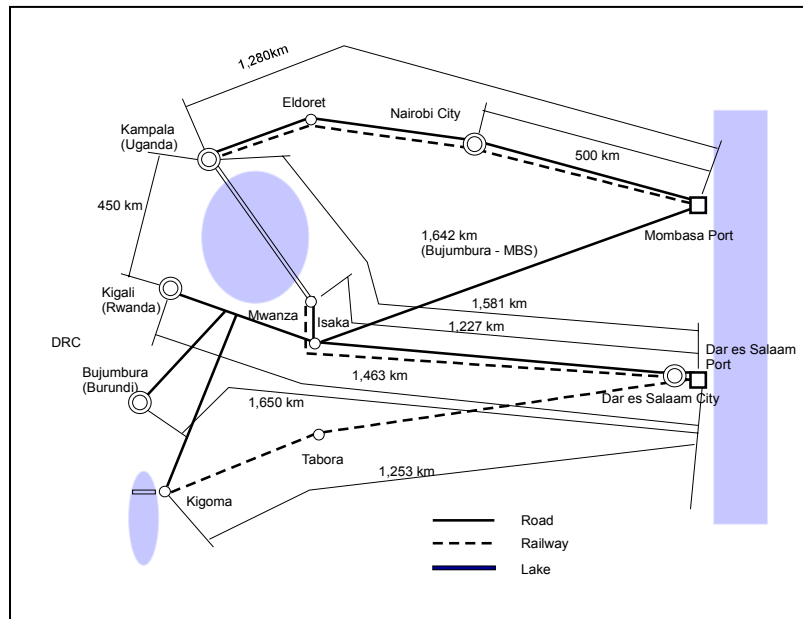 1,280km
Eldoret
Nairobi City
Kampala
(Uganda)
500 km
450 km
1,642 km
(Bujumbura - MBS)
Mombasa Port
Kigali
(Rwanda)
1,581 km
Mwanza
Isaka
1,227 km
DRC
Dar es Salaam
Port
Bujumbura
(Burundi)
1,463 km
1,650 km
Dar es Salaam City
Tabora
1,253 km
Kigoma
Road
Railway
Lake